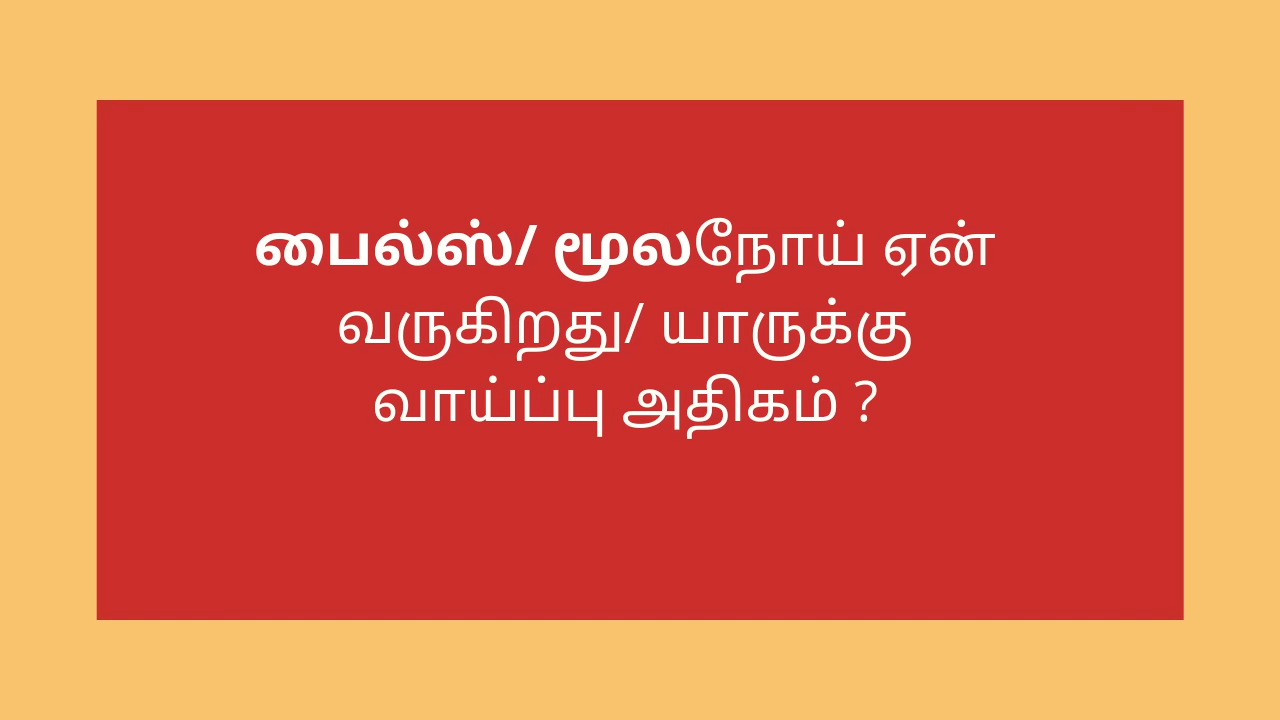 பைல்ஸ்/ மூலநோய் ஏன்
வருகிறது/ யாருக்கு
வாய்ப்பு அதிகம் ?